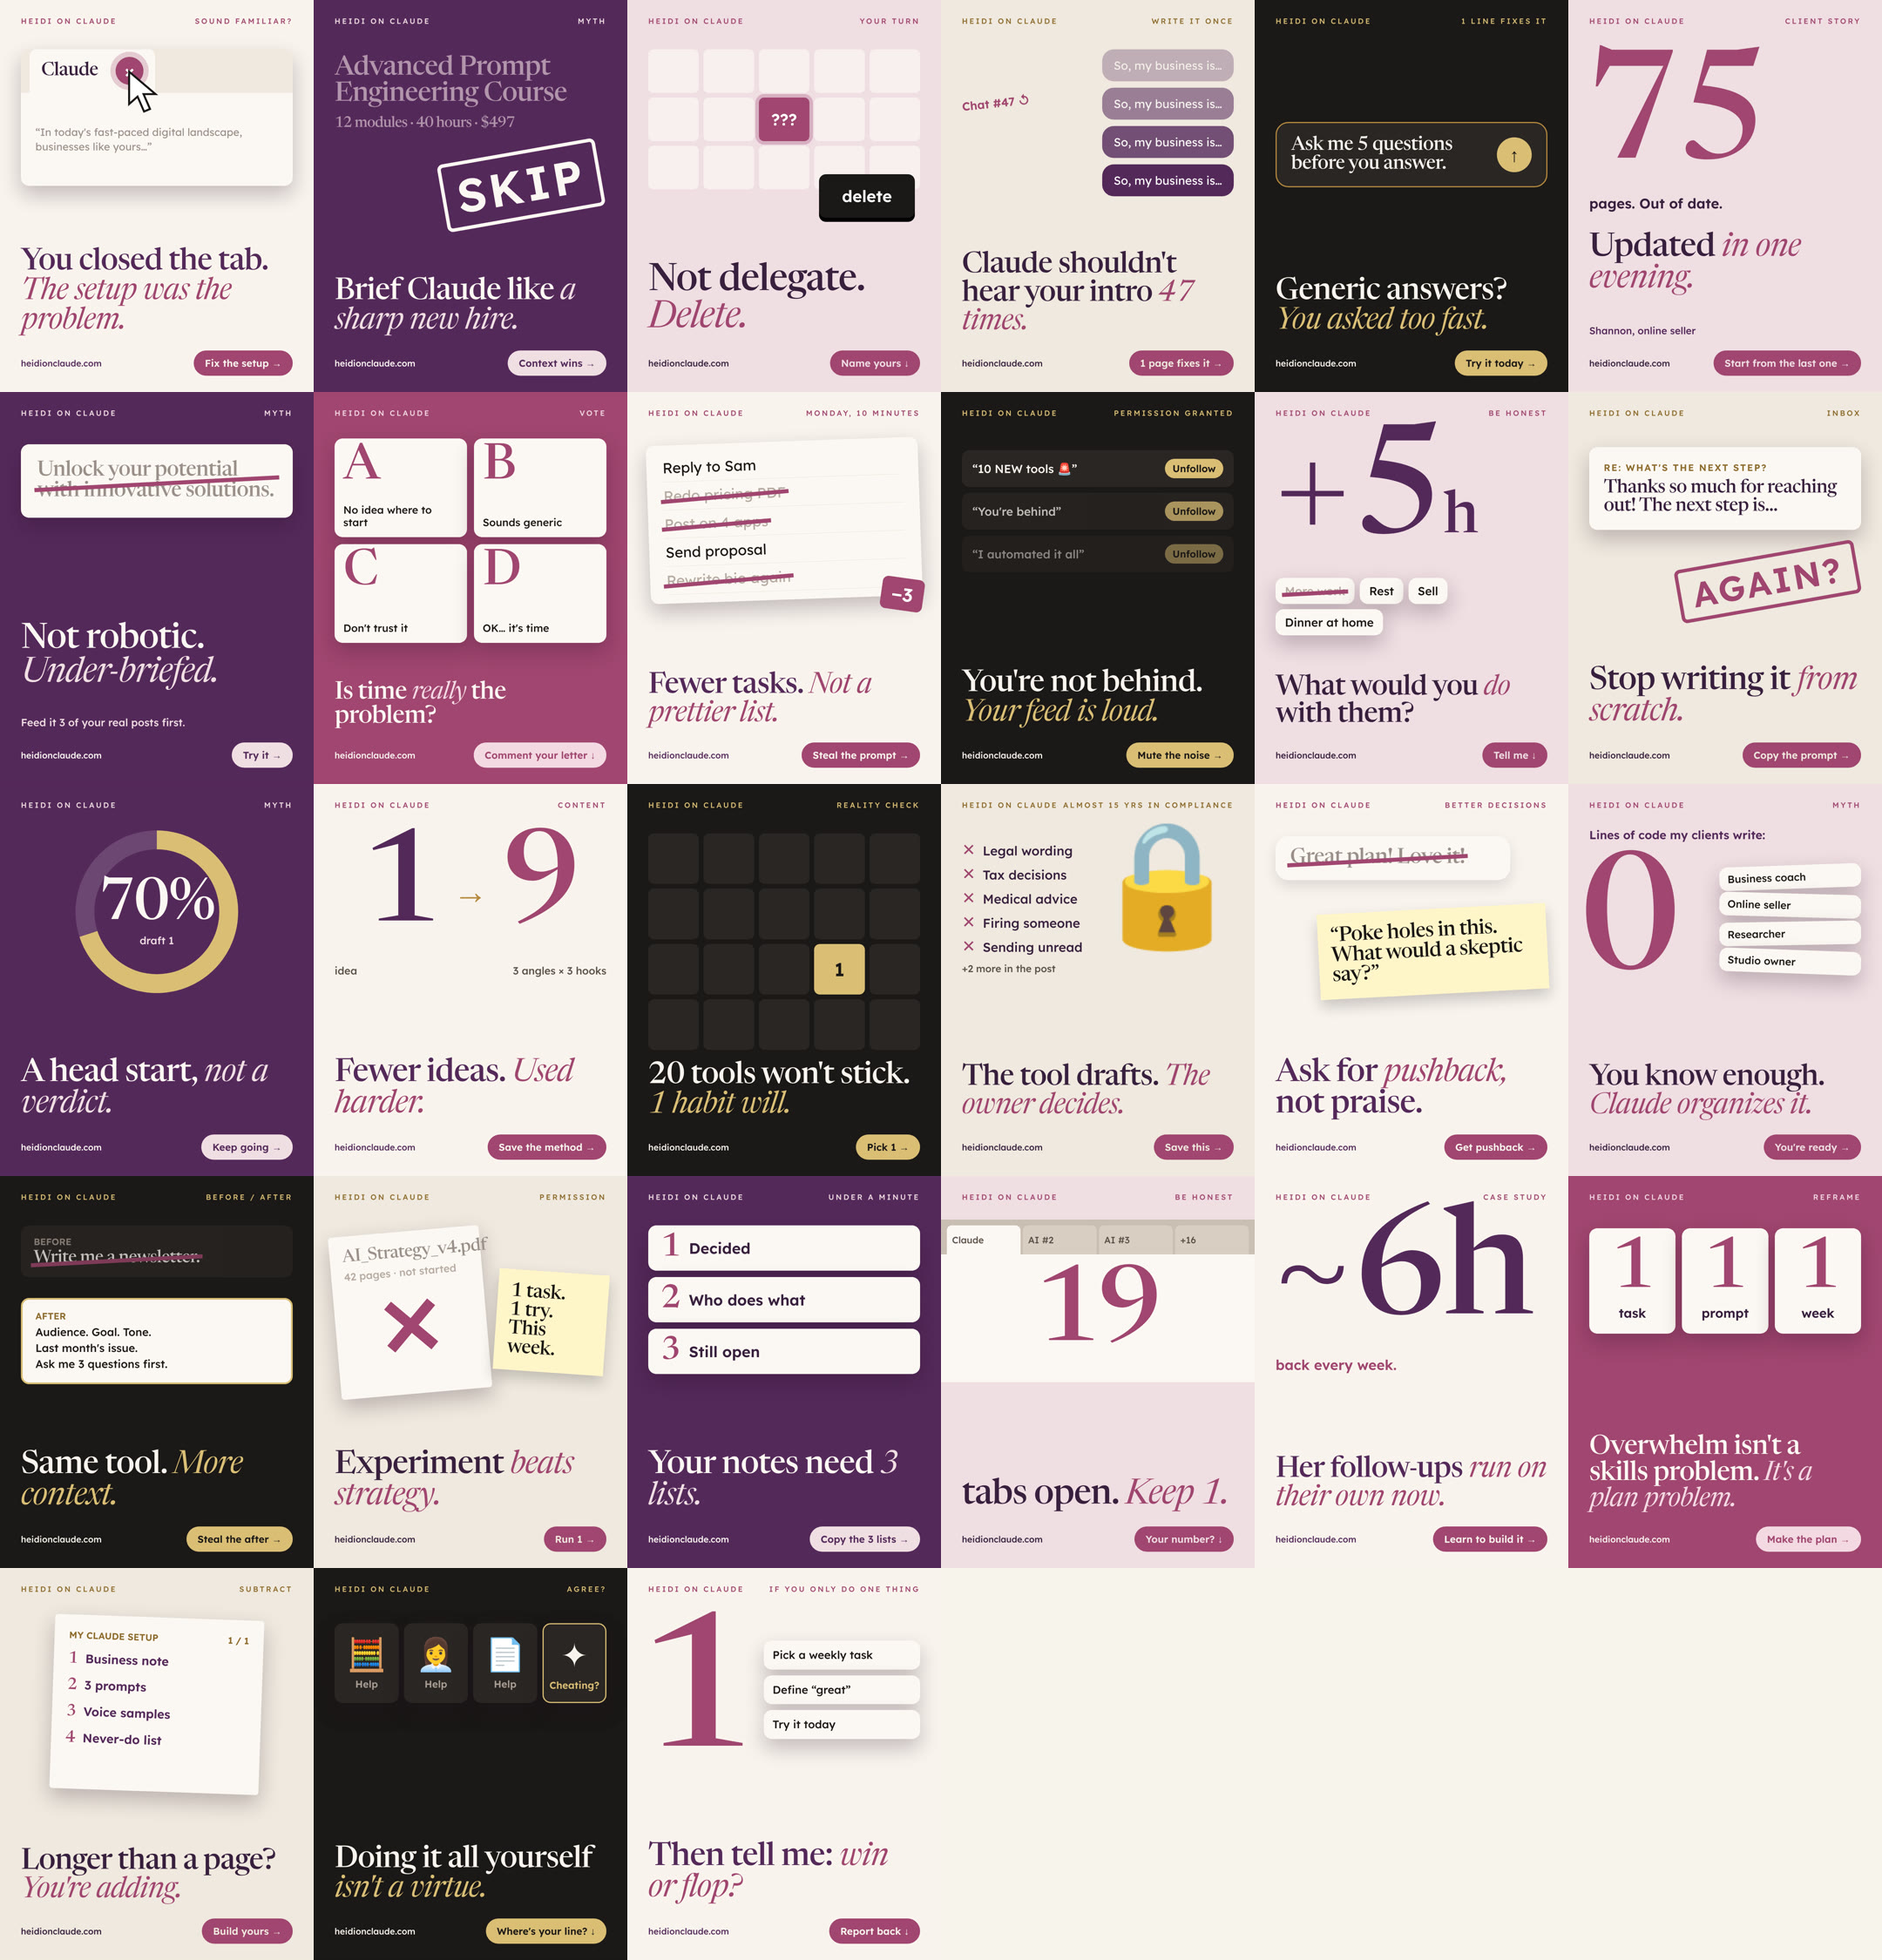 HEIDI ON CLAUDE
SOUND FAMILIAR?
Claude
"In today's fast-paced digital landscape,
businesses like yours…"
You closed the tab.
The setup was the
problem.
heidionclaude.com
Fix the setup →
HEIDI ON CLAUDE
MYTH
Advanced Prompt
Engineering Course
12 modules · 40 hours · $497
SKIP
Brief Claude like a
sharp new hire.
heidionclaude.com
Context wins →
HEIDI ON CLAUDE
YOUR TURN
???
delete
Not delegate.
Delete.
heidionclaude.com
Name yours ↓
HEIDI ON CLAUDE
WRITE IT ONCE
So, my business is…
So, my business is…
Chat #47 ↺
So, my business is…
So, my business is…
Claude shouldn't
hear your intro 47
times.
heidionclaude.com
1 page fixes it →
HEIDI ON CLAUDE
1 LINE FIXES IT
Ask me 5 questions
before you answer.
↑
Generic answers?
You asked too fast.
heidionclaude.com
Try it today →
HEIDI ON CLAUDE
CLIENT STORY
75
pages. Out of date.
Updated in one
evening.
Shannon, online seller
heidionclaude.com
Start from the last one →
HEIDI ON CLAUDE
MYTH
Unlock your potential
with innovative solutions.
Not robotic.
Under-briefed.
Feed it 3 of your real posts first.
heidionclaude.com
Try it →
HEIDI ON CLAUDE
VOTE
A
No idea where to
start
B
Sounds generic
C
Don't trust it
D
OK… it's time
Is time really the
problem?
heidionclaude.com
Comment your letter ↓
HEIDI ON CLAUDE
MONDAY, 10 MINUTES
Reply to Sam
Redo pricing PDF
Post on 4 apps
Send proposal
Rewrite bio again
−3
Fewer tasks. Not a
prettier list.
heidionclaude.com
Steal the prompt →
HEIDI ON CLAUDE
PERMISSION GRANTED
"10 NEW tools 🚨"
Unfollow
"You're behind"
Unfollow
"I automated it all"
Unfollow
You're not behind.
Your feed is loud.
heidionclaude.com
Mute the noise →
HEIDI ON CLAUDE
BE HONEST
+5h
More work
Rest
Sell
Dinner at home
What would you do
with them?
heidionclaude.com
Tell me ↓
HEIDI ON CLAUDE
INBOX
RE: WHAT'S THE NEXT STEP?
Thanks so much for reaching
out! The next step is…
AGAIN?
Stop writing it from
scratch.
heidionclaude.com
Copy the prompt →
HEIDI ON CLAUDE
MYTH
70%
draft 1
A head start, not a
verdict.
heidionclaude.com
Keep going →
HEIDI ON CLAUDE
1 → 9
idea
3 angles × 3 hooks
Fewer ideas. Used
harder.
heidionclaude.com
Save the method →
HEIDI ON CLAUDE
REALITY CHECK
1
20 tools won't stick.
1 habit will.
heidionclaude.com
Pick 1 →
HEIDI ON CLAUDE
ALMOST 15 YRS IN COMPLIANCE
✕ Legal wording
✕ Tax decisions
✕ Medical advice
✕ Firing someone
✕ Sending unread
+2 more in the post
The tool drafts. The
owner decides.
heidionclaude.com
Save this →
HEIDI ON CLAUDE
BETTER DECISIONS
Great plan! Love it!
"Poke holes in this.
What would a skeptic
say?"
Ask for pushback,
not praise.
heidionclaude.com
Get pushback →
HEIDI ON CLAUDE
MYTH
Lines of code my clients write:
0
Business coach
Online seller
Researcher
Studio owner
You know enough.
Claude organizes it.
heidionclaude.com
You're ready →
HEIDI ON CLAUDE
BEFORE / AFTER
BEFORE
Write me a newsletter.
AFTER
Audience. Goal. Tone.
Last month's issue.
Ask me 3 questions first.
Same tool. More
context.
heidionclaude.com
Steal the after →
HEIDI ON CLAUDE
PERMISSION
AI_Strategy_v4.pdf
42 pages · not started
1 task.
1 try.
This
week.
Experiment beats
strategy.
heidionclaude.com
Run 1 →
HEIDI ON CLAUDE
UNDER A MINUTE
1 Decided
2 Who does what
3 Still open
Your notes need 3
lists.
heidionclaude.com
Copy the 3 lists →
HEIDI ON CLAUDE
BE HONEST
Claude
AI #2
AI #3
+16
19
tabs open. Keep 1.
heidionclaude.com
Your number? ↓
HEIDI ON CLAUDE
CASE STUDY
~6h
back every week.
Her follow-ups run on
their own now.
heidionclaude.com
Learn to build it →
HEIDI ON CLAUDE
REFRAME
1
task
1
prompt
1
week
Overwhelm isn't a
skills problem. It's a
plan problem.
heidionclaude.com
Make the plan →
HEIDI ON CLAUDE
SUBTRACT
MY CLAUDE SETUP
1 / 1
1 Business note
2 3 prompts
3 Voice samples
4 Never-do list
Longer than a page?
You're adding.
heidionclaude.com
Build yours →
HEIDI ON CLAUDE
AGREE?
Help
Help
Help
Cheating?
Doing it all yourself
isn't a virtue.
heidionclaude.com
Where's your line? ↓
HEIDI ON CLAUDE
IF YOU ONLY DO ONE THING
1
Pick a weekly task
Define "great"
Try it today
Then tell me: win
or flop?
heidionclaude.com
Report back ↓